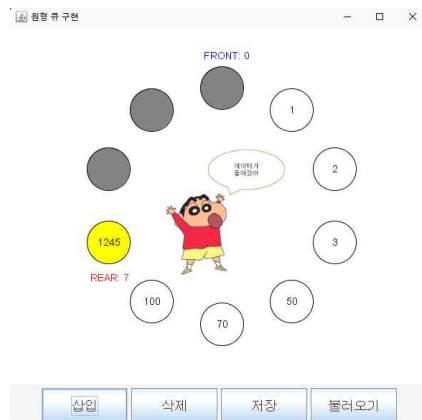 원형 큐 구현
FRONT: 0
1
2
데이터가
들어갔어
3
1245
REAR: 7
100
50
70
삽입 삭제 저장 불러오기